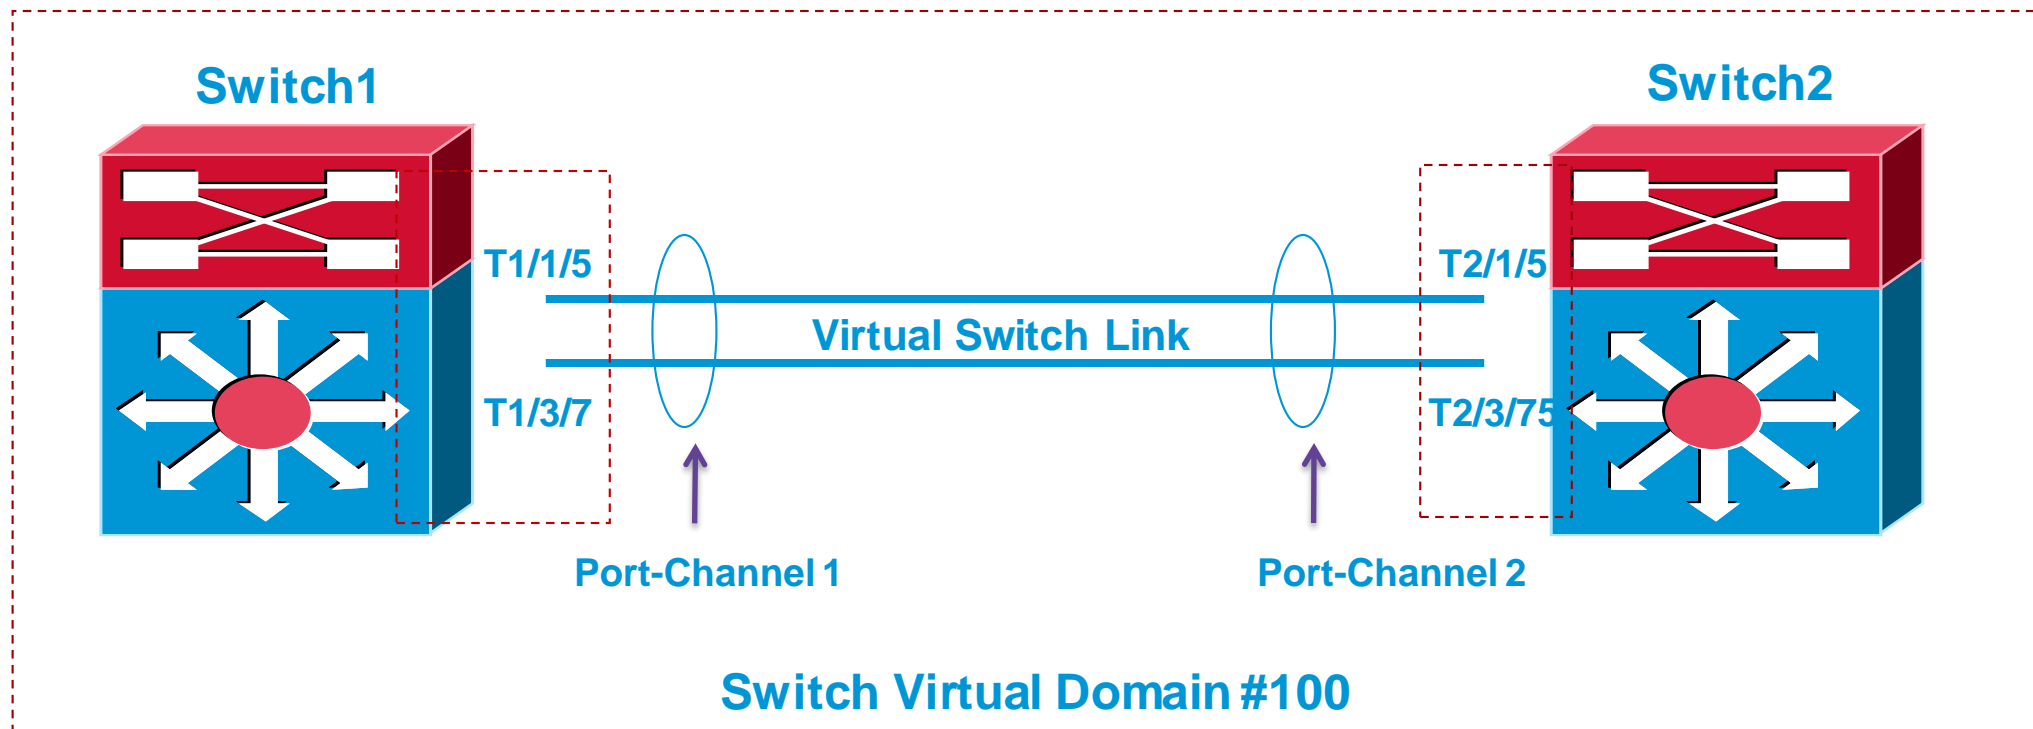 Switch1
Switch2
T1/1/5
T2/1/5
Virtual Switch Link
T1/3/7
T2/3/75
Port-Channel 1
Port-Channel 2
Switch Virtual Domain #100